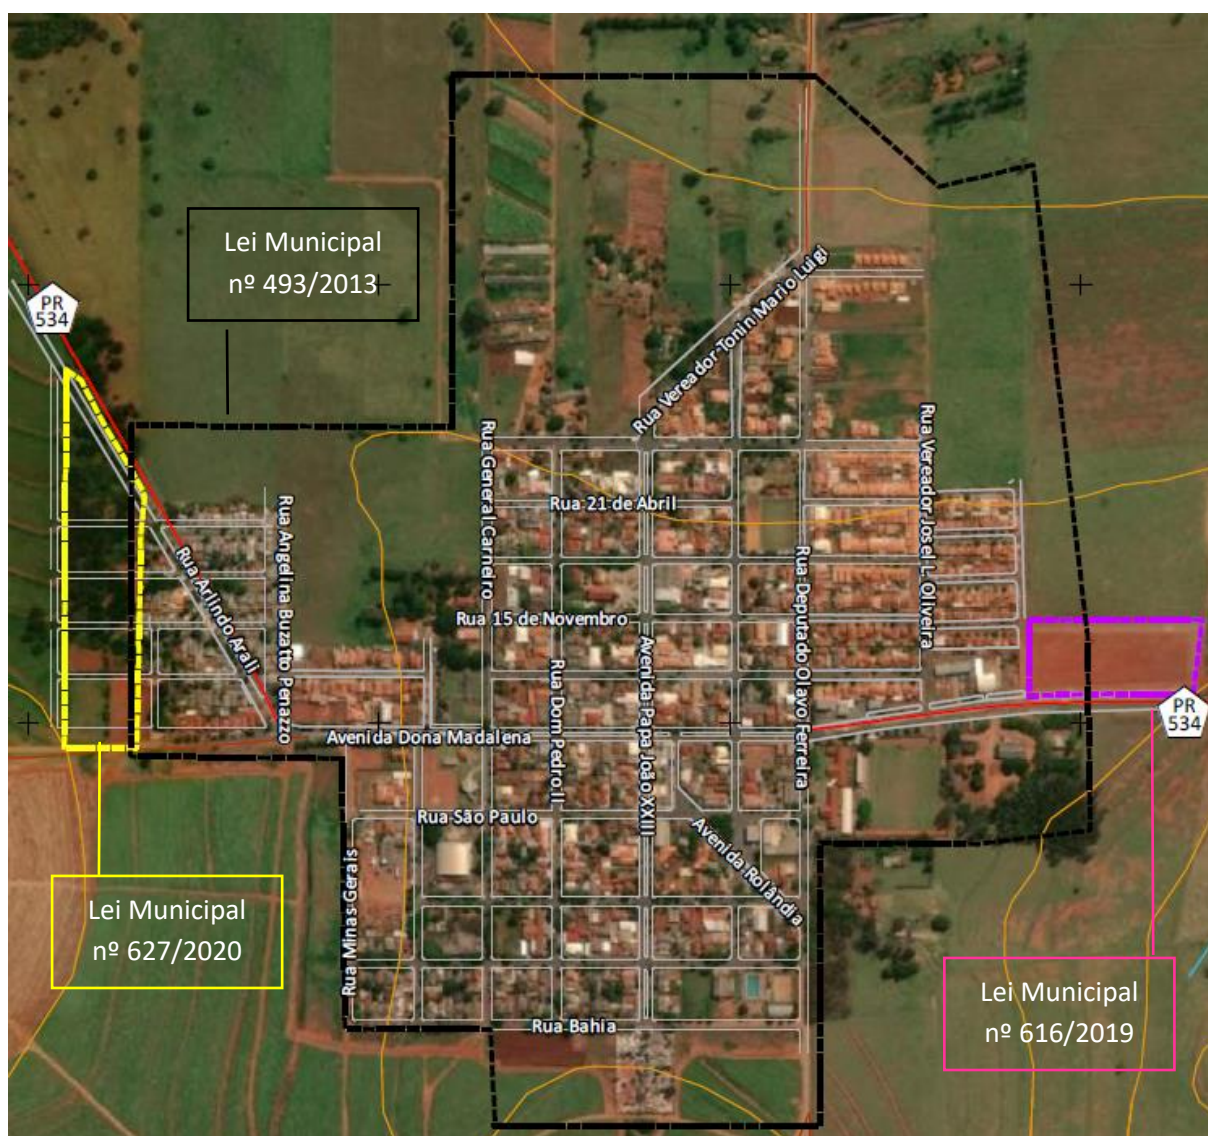 Lei Municipal
nº 493/2013
PR
534
Rua Vereador Tonin Mario Luigi
Rua General Carneiro
Rua 21 de Abril
Rua Vereador Josel L. Oliveira
Rua Angelina Buzatto Penazzo
Rua Arlindo Arali
Rua 15 de Novembro
Rua Deputado Olavo Ferreira
Avenida Papa João XXIII
Rua Dom Pedro II
Avenida Dona Madalena
PR
534
Rua São Paulo
Avenida Rolândia
Rua Minas Gerais
Lei Municipal
nº 627/2020
Rua Bahia
Lei Municipal
nº 616/2019